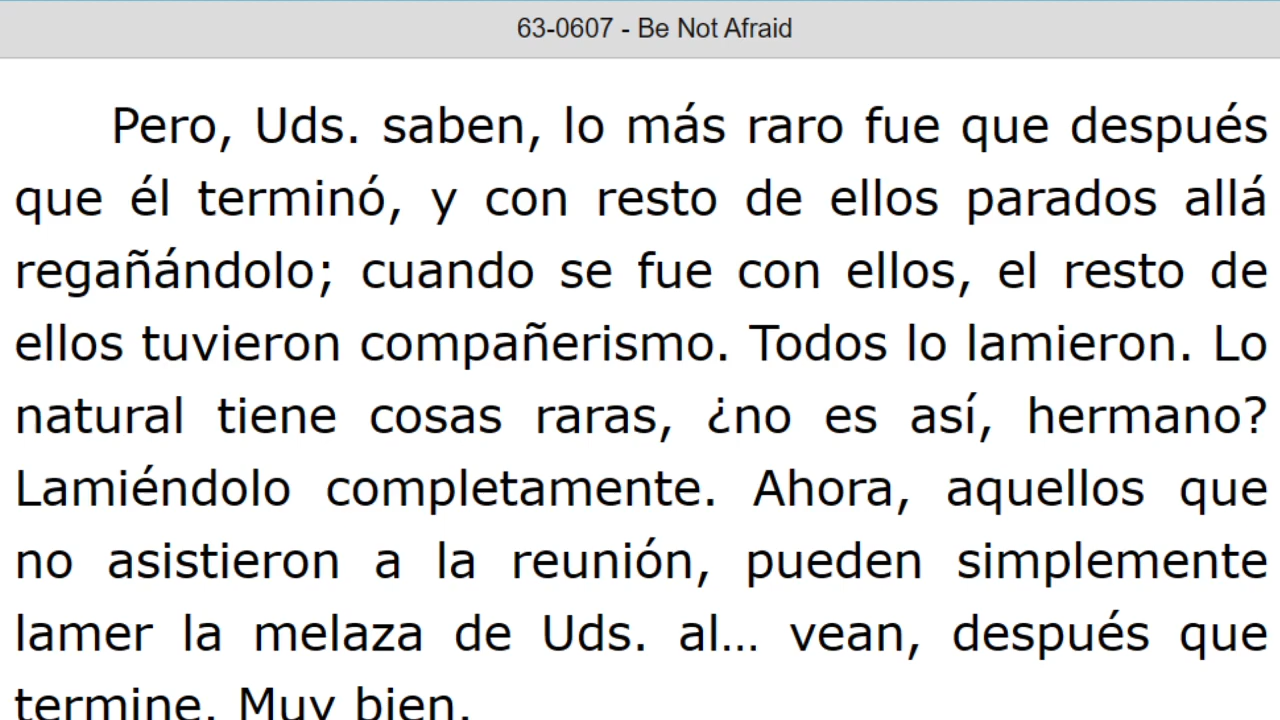 63-0607 - Be Not Afraid
Pero, Uds. saben, lo más raro fue que después
que él terminó, y con resto de ellos parados allá
regañándolo; cuando se fue con ellos, el resto de
ellos tuvieron compañerismo. Todos lo lamieron. Lo
natural tiene cosas raras, ¿no es así, hermano?
Lamiéndolo completamente. Ahora, aquellos que
no asistieron a la reunión, pueden simplemente
lamer la melaza de Uds. al... vean, después que
termine. Muy bien.